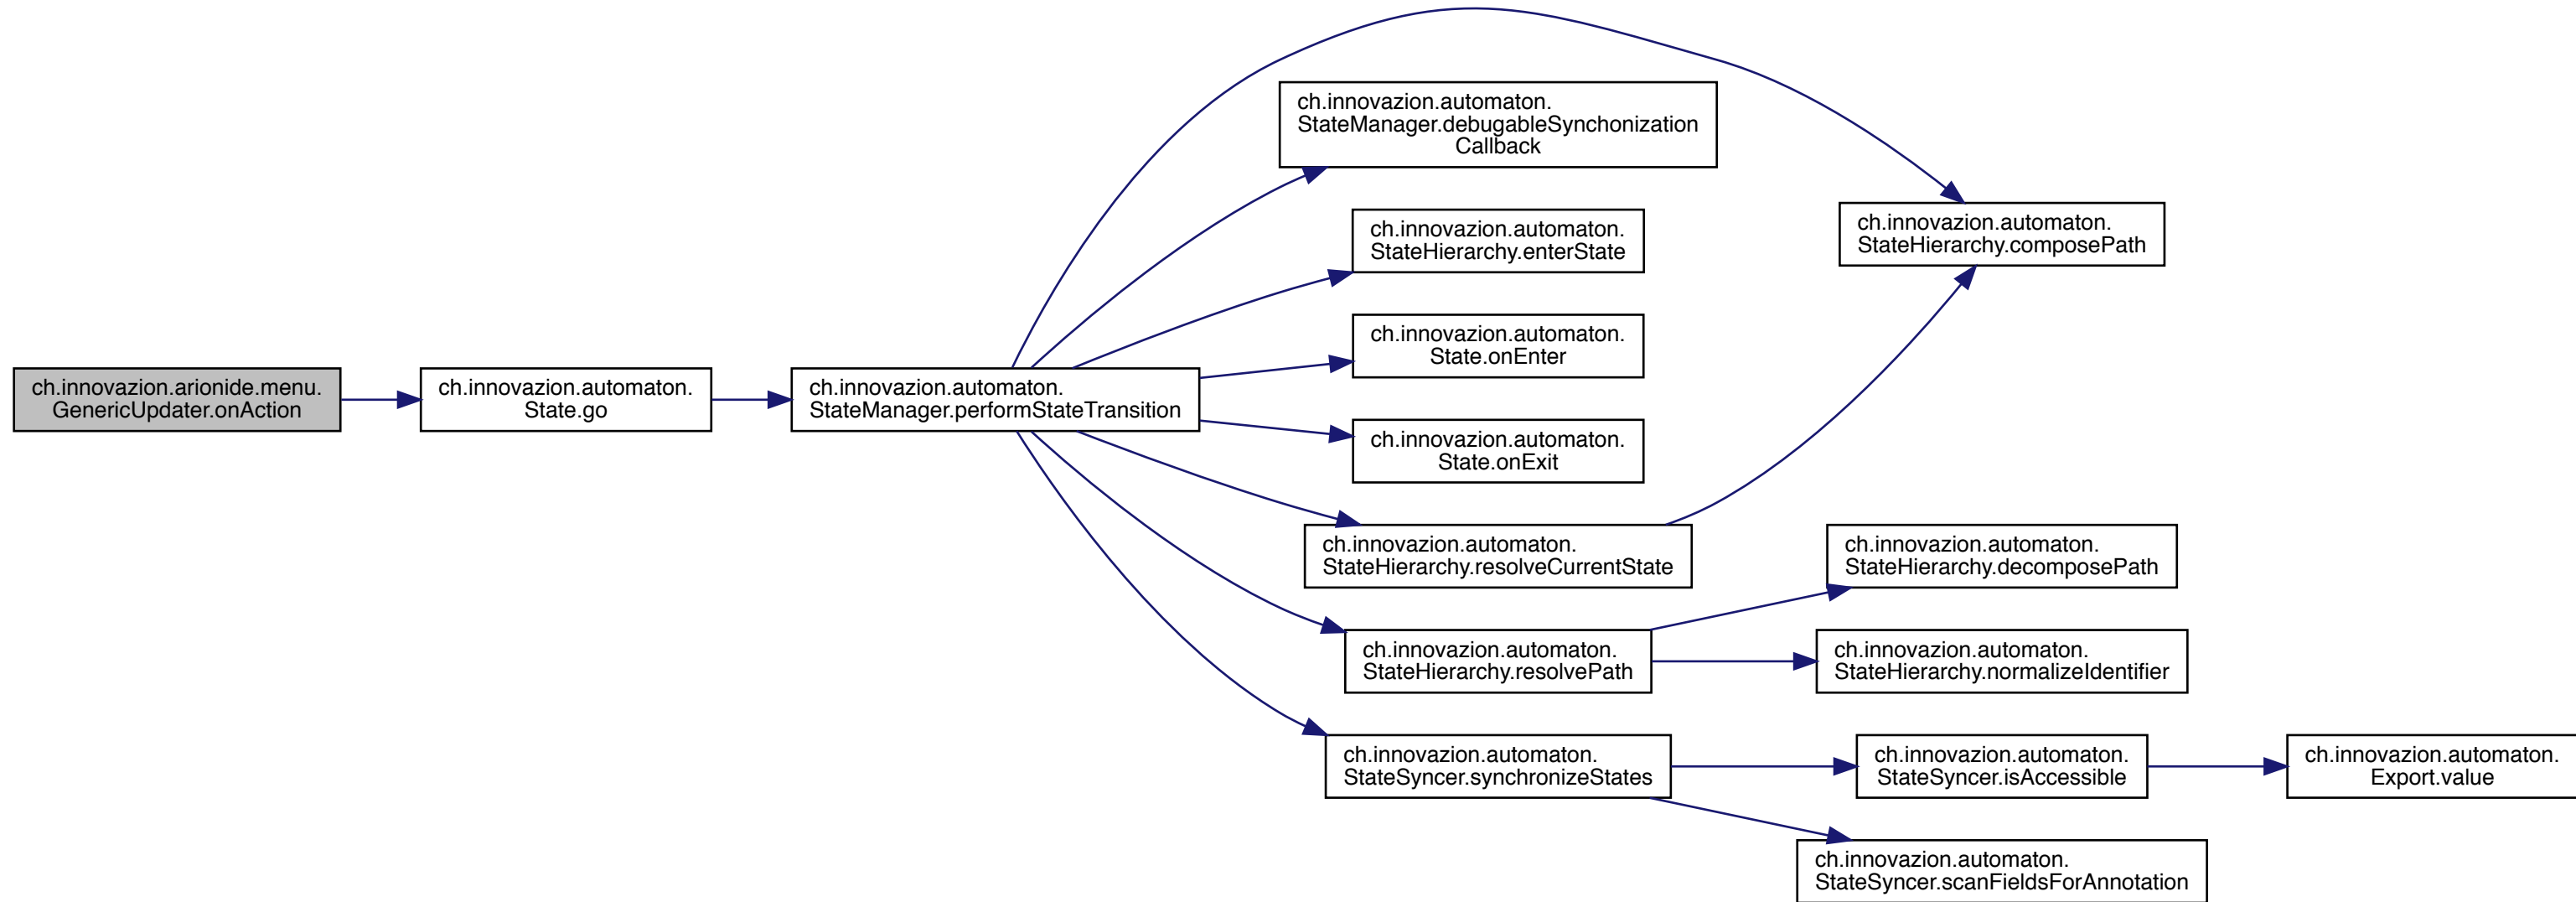 ch.innovazion.arionide.menu.
GenericUpdater.onAction
ch.innovazion.automaton.
State.go
ch.innovazion.automaton.
StateManager.performStateTransition
ch.innovazion.automaton.
StateManager.debugableSynchonization
Callback
ch.innovazion.automaton.
StateHierarchy.enterState
ch.innovazion.automaton.
State.onEnter
ch.innovazion.automaton.
State.onExit
ch.innovazion.automaton.
StateHierarchy.resolveCurrentState
ch.innovazion.automaton.
StateHierarchy.resolvePath
ch.innovazion.automaton.
StateSyncer.synchronizeStates
ch.innovazion.automaton.
StateHierarchy.composePath
ch.innovazion.automaton.
StateHierarchy.decomposePath
ch.innovazion.automaton.
StateHierarchy.normalizeIdentifier
ch.innovazion.automaton.
StateSyncer.isAccessible
ch.innovazion.automaton.
StateSyncer.scanFieldsForAnnotation
ch.innovazion.automaton.
Export.value